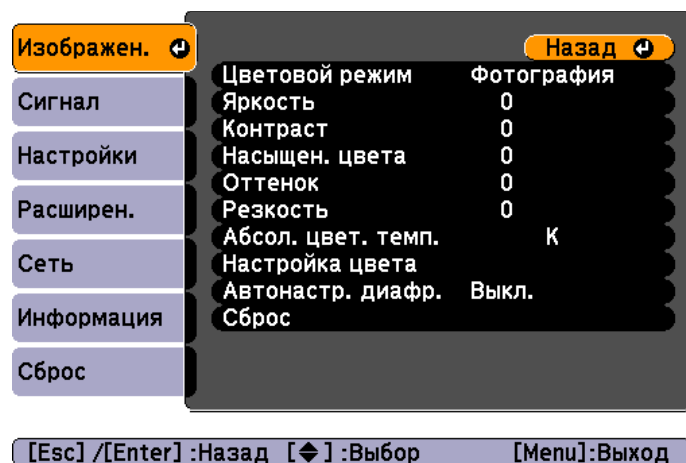 Изображен.
Сигнал
Настройки
Расширен.
Сеть
Информация
Сброс
Назад
Цветовой режим Фотография
Яркость 0
Контраст 0
Насыщен. цвета 0
Оттенок 0
Резкость 0
Абсол. цвет. темп. K
Настройка цвета
Автонастр. диафр. Выкл.
Сброс
[Esc] /[Enter] :Назад [◆] :Выбор [Menu]:Выход